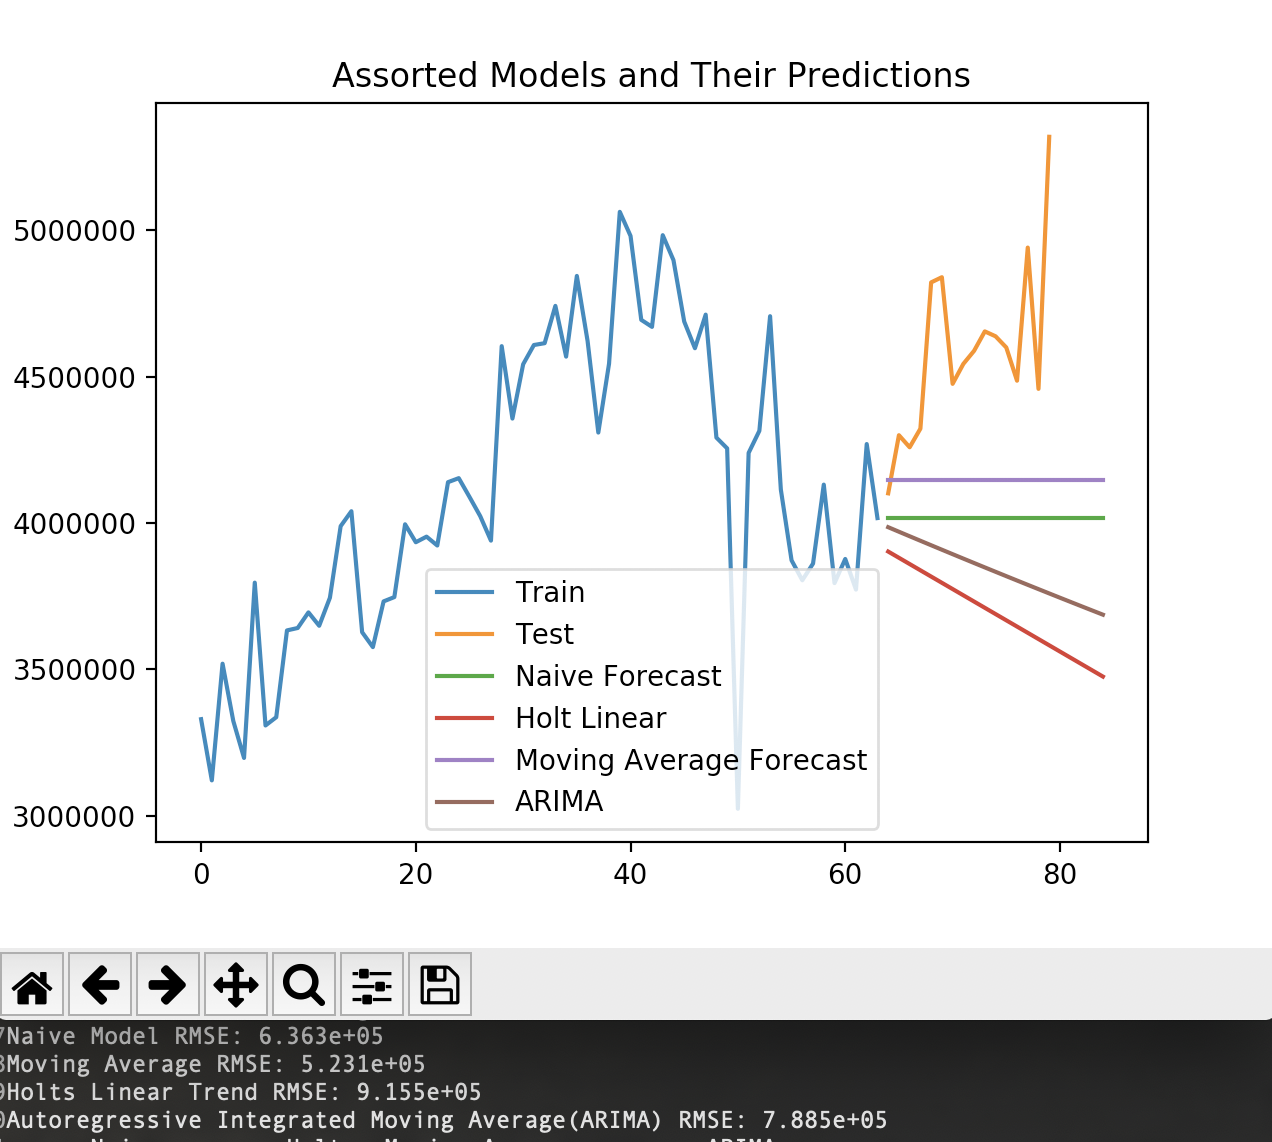 Assorted Models and Their Predictions
5000000
4500000
4000000
3500000
3000000
Train
Test
Naive Forecast
Holt Linear
Moving Average Forecast
ARIMA
0 20 40 60 80
Naive Model RMSE: 6.363e+05
Moving Average RMSE: 5.231e+05
Holts Linear Trend RMSE: 9.155e+05
Autoregressive Integrated Moving Average(ARIMA) RMSE: 7.885e+05